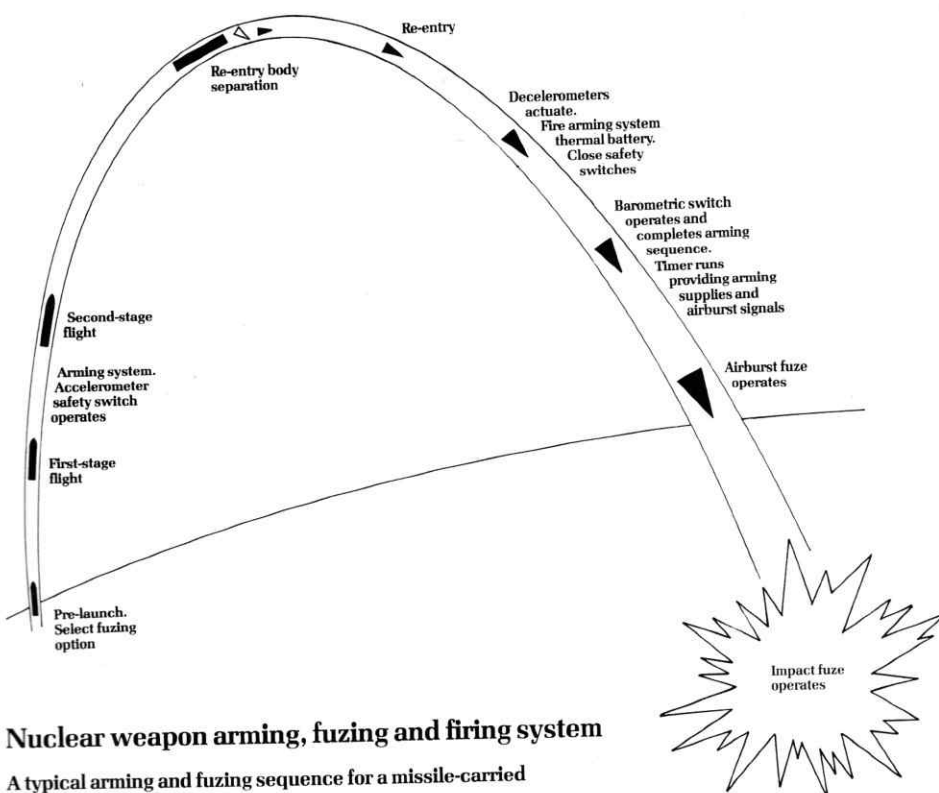 Re-entry
Re-entry body
separation
Decelerometers
actuate.
Fire arming system
thermal battery.
Close safety
switches
Barometric switch
operates and
completes arming
sequence.
Timer runs
providing arming
supplies and
airburst signals
Second-stage
flight
Arming system.
Accelerometer
safety switch
operates
Airburst fuze
operates
First-stage
flight
Pre-launch.
Select fuzing
option
Impact fuze
operates
Nuclear weapon arming, fuzing and firing system
A typical arming and fuzing sequence for a missile-carried